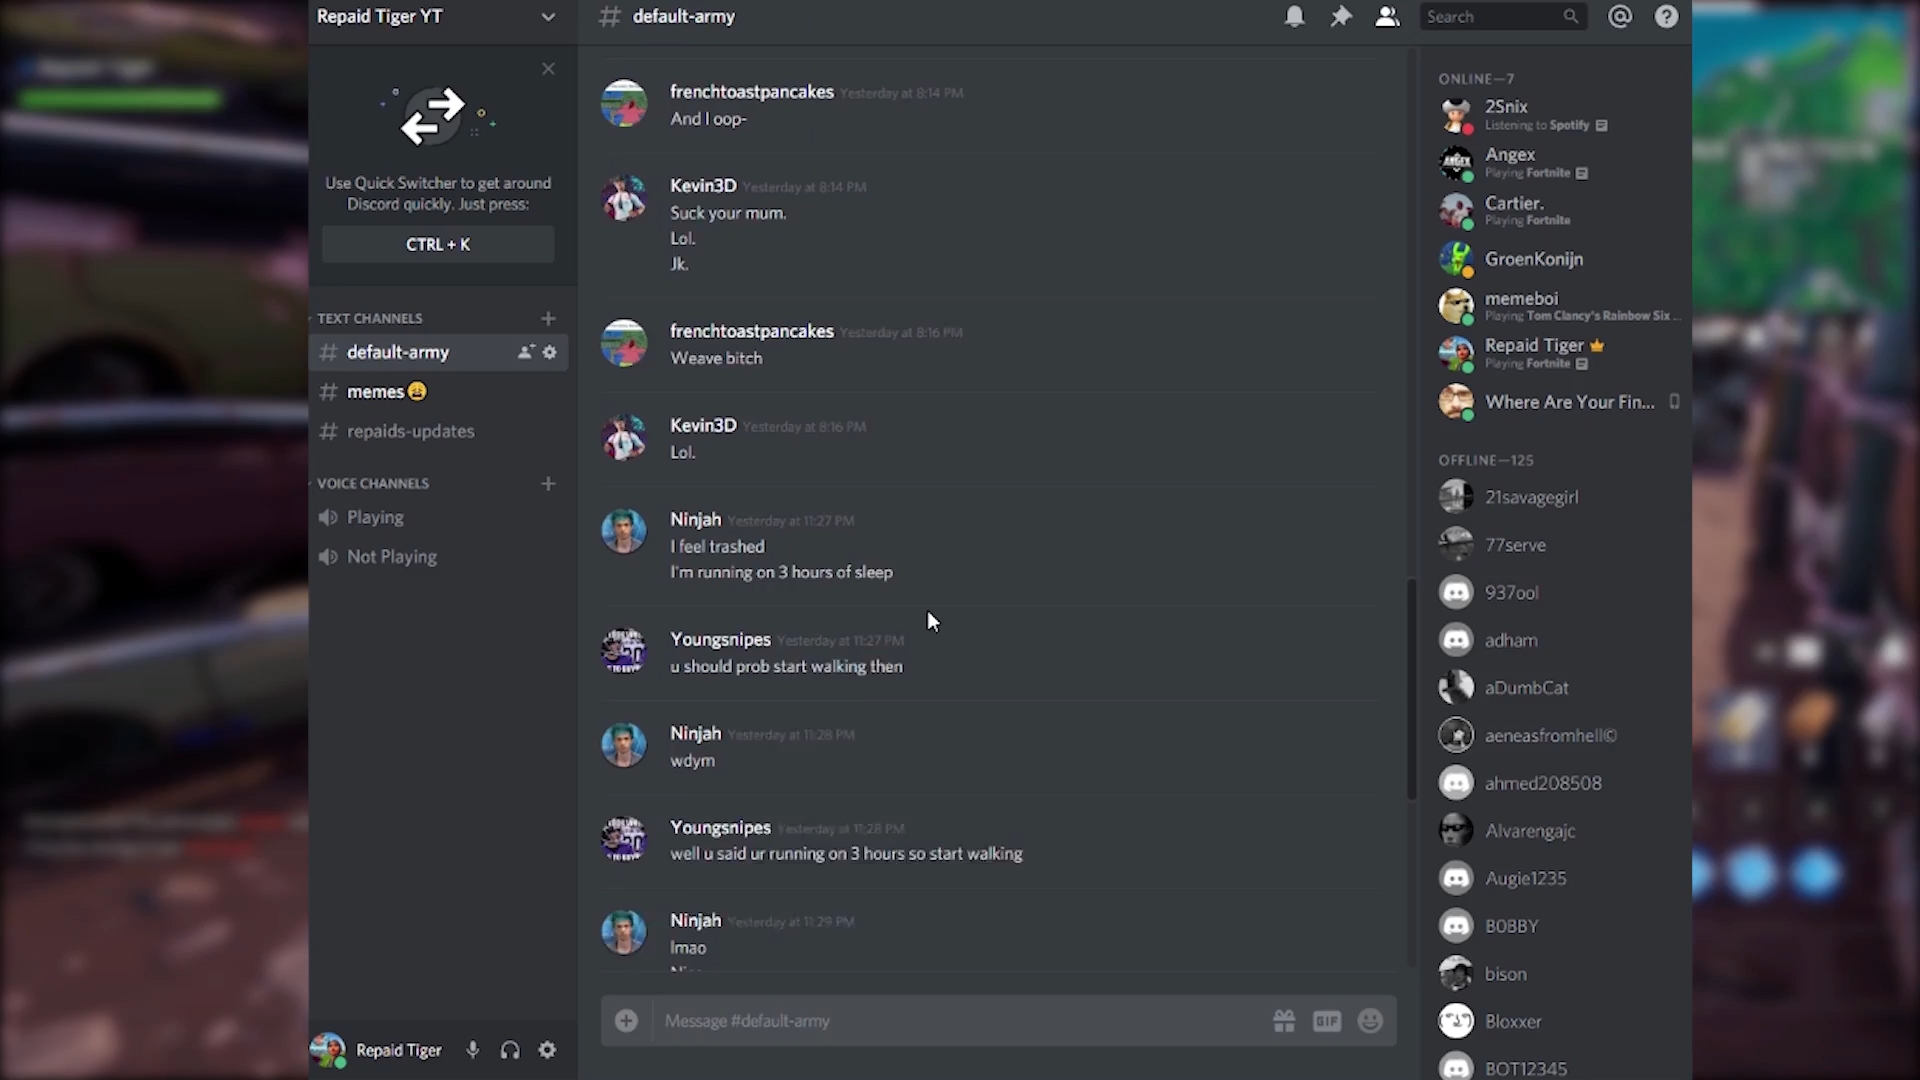 Repaid Tiger YT
Use Quick Switcher to get around
Discord quickly. Just press:
CTRL + K
TEXT CHANNELS
# default-army
# memes😩
# repaids-updates
VOICE CHANNELS
Playing
Not Playing
Repaid Tiger
# default-army
Search
frenchtoastpancakes Yesterday at 8:14 PM
And I oop-
Kevin3D Yesterday at 8:14 PM
Suck your mum.
Lol.
Jk.
frenchtoastpancakes Yesterday at 8:16 PM
Weave bitch
Kevin3D Yesterday at 8:16 PM
Lol.
Ninjah Yesterday at 11:27 PM
I feel trashed
I'm running on 3 hours of sleep
Youngsnipes Yesterday at 11:27 PM
u should prob start walking then
Ninjah Yesterday at 11:28 PM
wdym
Youngsnipes Yesterday at 11:28 PM
well u said ur running on 3 hours so start walking
Ninjah Yesterday at 11:29 PM
lmao
Message #default-army
GIF
ONLINE—7
2Snix
Listening to Spotify
Angex
Playing Fortnite
Cartier.
Playing Fortnite
GroenKonijn
memeboi
Playing Tom Clancy's Rainbow Six ...
Repaid Tiger
Playing Fortnite
Where Are Your Fin...
OFFLINE—125
21savagegirl
77serve
937ool
adham
aDumbCat
aeneasfromhell©
ahmed208508
Alvarengajc
Augie1235
BOBBY
bison
Bloxxer
BOT12345